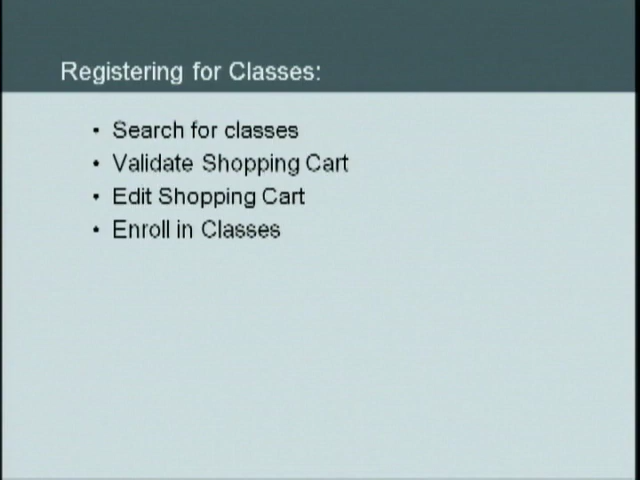 Registering for Classes:
• Search for classes
• Validate Shopping Cart
• Edit Shopping Cart
• Enroll in Classes